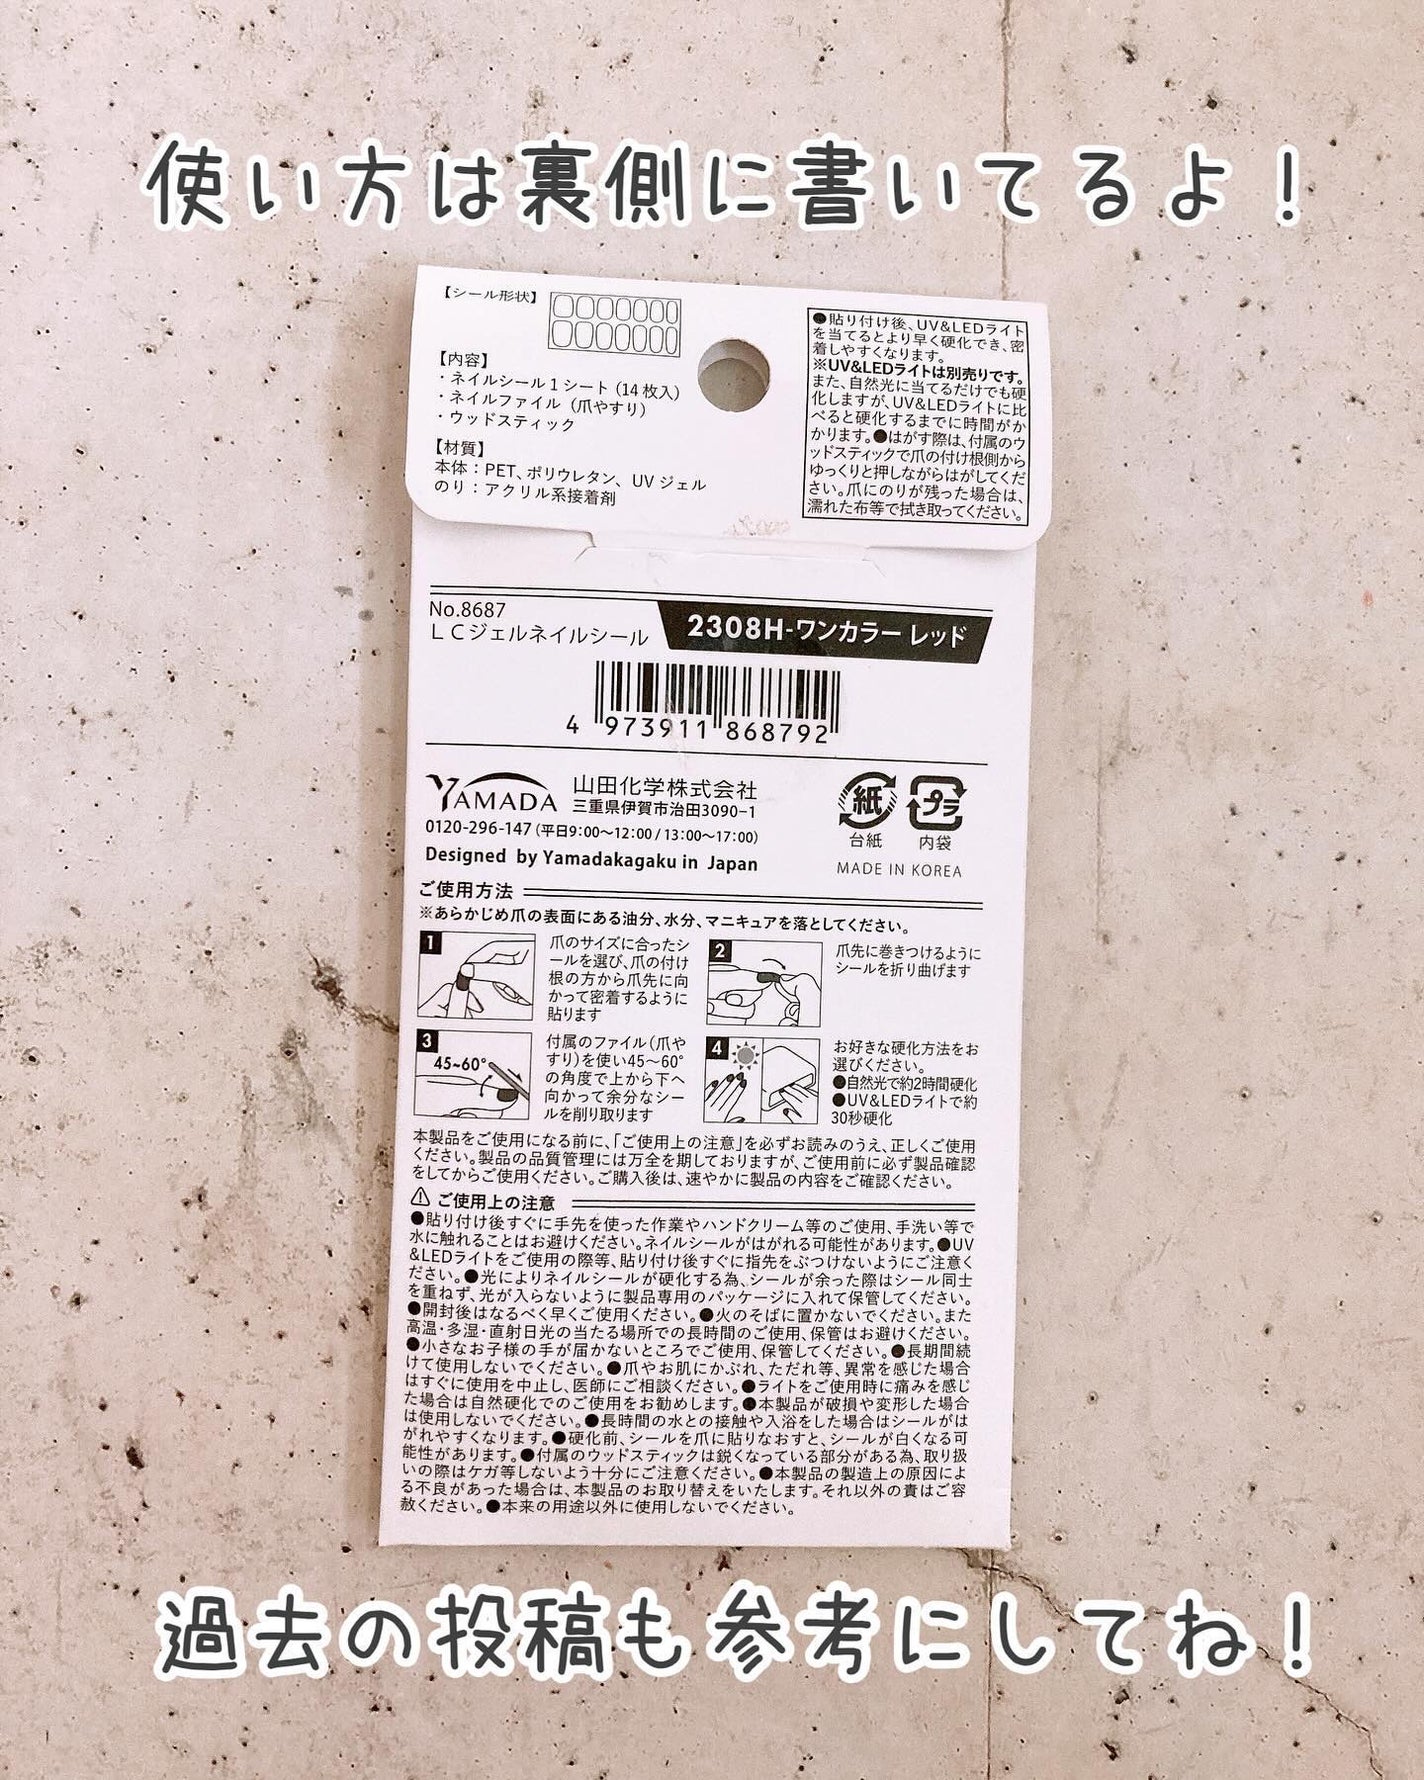 使い方は裏側に書いてるよ！
【シール形状】
【内容】
・ネイルシール1シート（14枚入）
・ネイルファイル（爪やすり）
・ウッドスティック
【材質】
本体：PET、ポリウレタン、UVジェル
のり：アクリル系接着剤
●貼り付け後、UV&LEDライト
を当てるとより早く硬化でき、密
着しやすくなります。
※UV&LEDライトは別売りです。
また、自然光に当てるだけでも硬
化しますが、UV&LEDライトに比
べると硬化するまでに時間がか
かります。●はがす際は、付属のウ
ッドスティックで爪の付け根側から
ゆっくりと押しながらはがしてくだ
さい。爪にのりが残った場合は、
濡れた布等で拭き取ってください。
No.8687
LCジェルネイルシール
2308H-ワンカラー レッド
4 973911 868792
YAMADA
山田化学株式会社
三重県伊賀市治田3090-1
0120-296-147（平日9:00～12:00 / 13:00～17:00）
Designed by Yamadakagaku in Japan
紙
台紙
プラ
内袋
MADE IN KOREA
ご使用方法
※あらかじめ爪の表面にある油分、水分、マニキュアを落としてください。
1
爪のサイズに合ったシ
ールを選び、爪の付け
根の方から爪先に向
かって密着するように
貼ります
2
爪先に巻きつけるように
シールを折り曲げます
3
45~60°
付属のファイル（爪や
すり）を使い45～60°
の角度で上から下へ
向かって余分なシー
ルを削り取ります
4
お好きな硬化方法をお
選びください。
●自然光で約2時間硬化
●UV&LEDライトで約
30秒硬化
本製品をご使用になる前に、「ご使用上の注意」を必ずお読みのうえ、正しくご使用
ください。製品の品質管理には万全を期しておりますが、ご使用前に必ず製品確認
をしてからご使用ください。ご購入後は、速やかに製品の内容をご確認ください。
⚠ ご使用上の注意
●貼り付け後すぐに手先を使った作業やハンドクリーム等のご使用、手洗い等で
水に触れることはお避けください。ネイルシールがはがれる可能性があります。●UV
&LEDライトをご使用の際等、貼り付け後すぐに指先をぶつけないようにご注意く
ださい。●光によりネイルシールが硬化する為、シールが余った際はシール同士
を重ねず、光が入らないように製品専用のパッケージに入れて保管してください。
●開封後はなるべく早くご使用ください。●火のそばに置かないでください。また
高温・多湿・直射日光の当たる場所での長時間のご使用、保管はお避けください。
●小さなお子様の手が届かないところでご使用、保管してください。●長期間続
けて使用しないでください。●爪やお肌にかぶれ、ただれ等、異常を感じた場合
はすぐに使用を中止し、医師にご相談ください。●ライトをご使用時に痛みを感じ
た場合は自然硬化でのご使用をお勧めします。●本製品が破損や変形した場合
は使用しないでください。●長時間の水との接触や入浴をした場合はシールがは
がれやすくなります。●硬化前、シールを爪に貼りなおすと、シールが白くなる可
能性があります。●付属のウッドスティックは鋭くなっている部分がある為、取り扱
いの際はケガ等しないよう十分にご注意ください。●本製品の製造上の原因によ
る不良があった場合は、本製品のお取り替えをいたします。それ以外の責はご容
赦ください。●本来の用途以外に使用しないでください。
過去の投稿も参考にしてね！